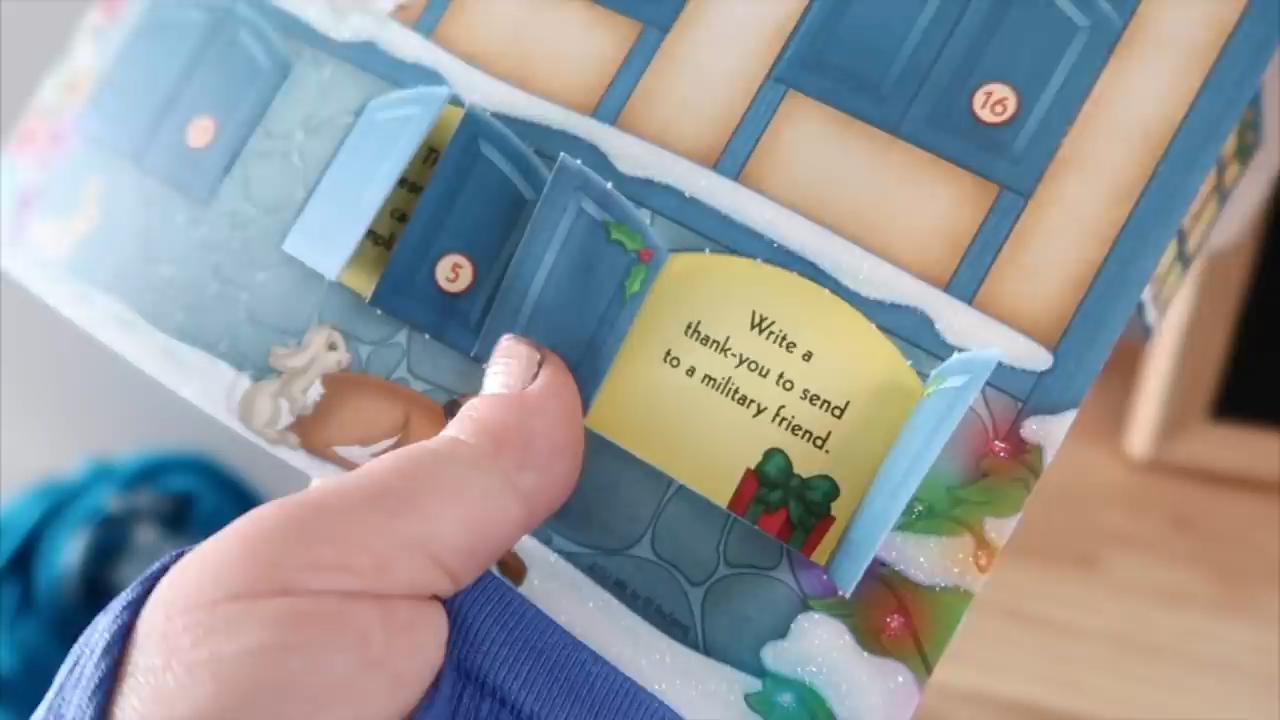 16
5
Write a
thank-you to send
to a military friend.